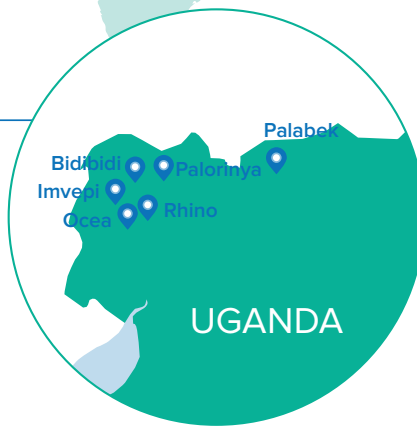 Palabek
Bidibidi
Palorinya
Imvepi
Rhino
Ocea
UGANDA